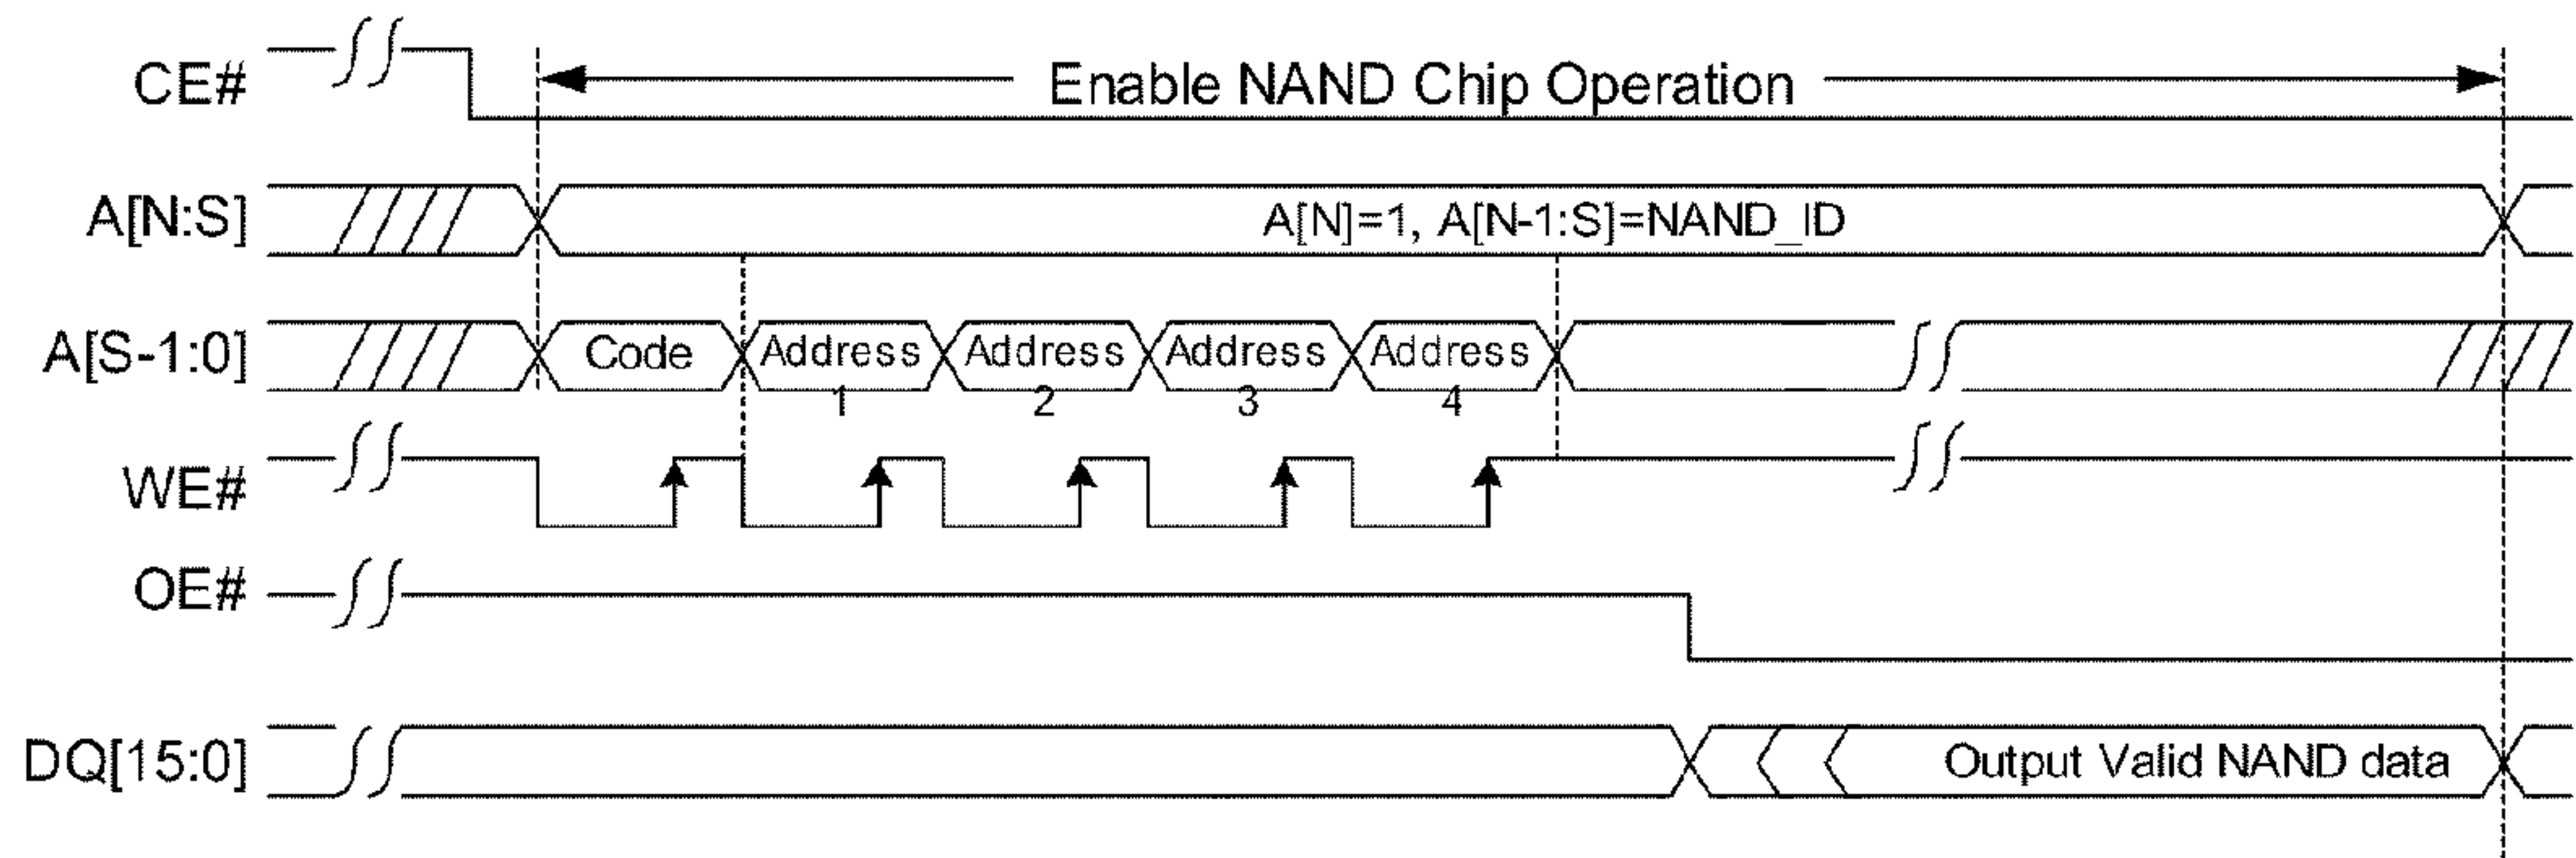 CE#
Enable NAND Chip Operation
A[N:S]
A[N]=1, A[N-1:S]=NAND_ID
A[S-1:0]
Code
Address
1
Address
2
Address
3
Address
4
WE#
OE#
DQ[15:0]
Output Valid NAND data